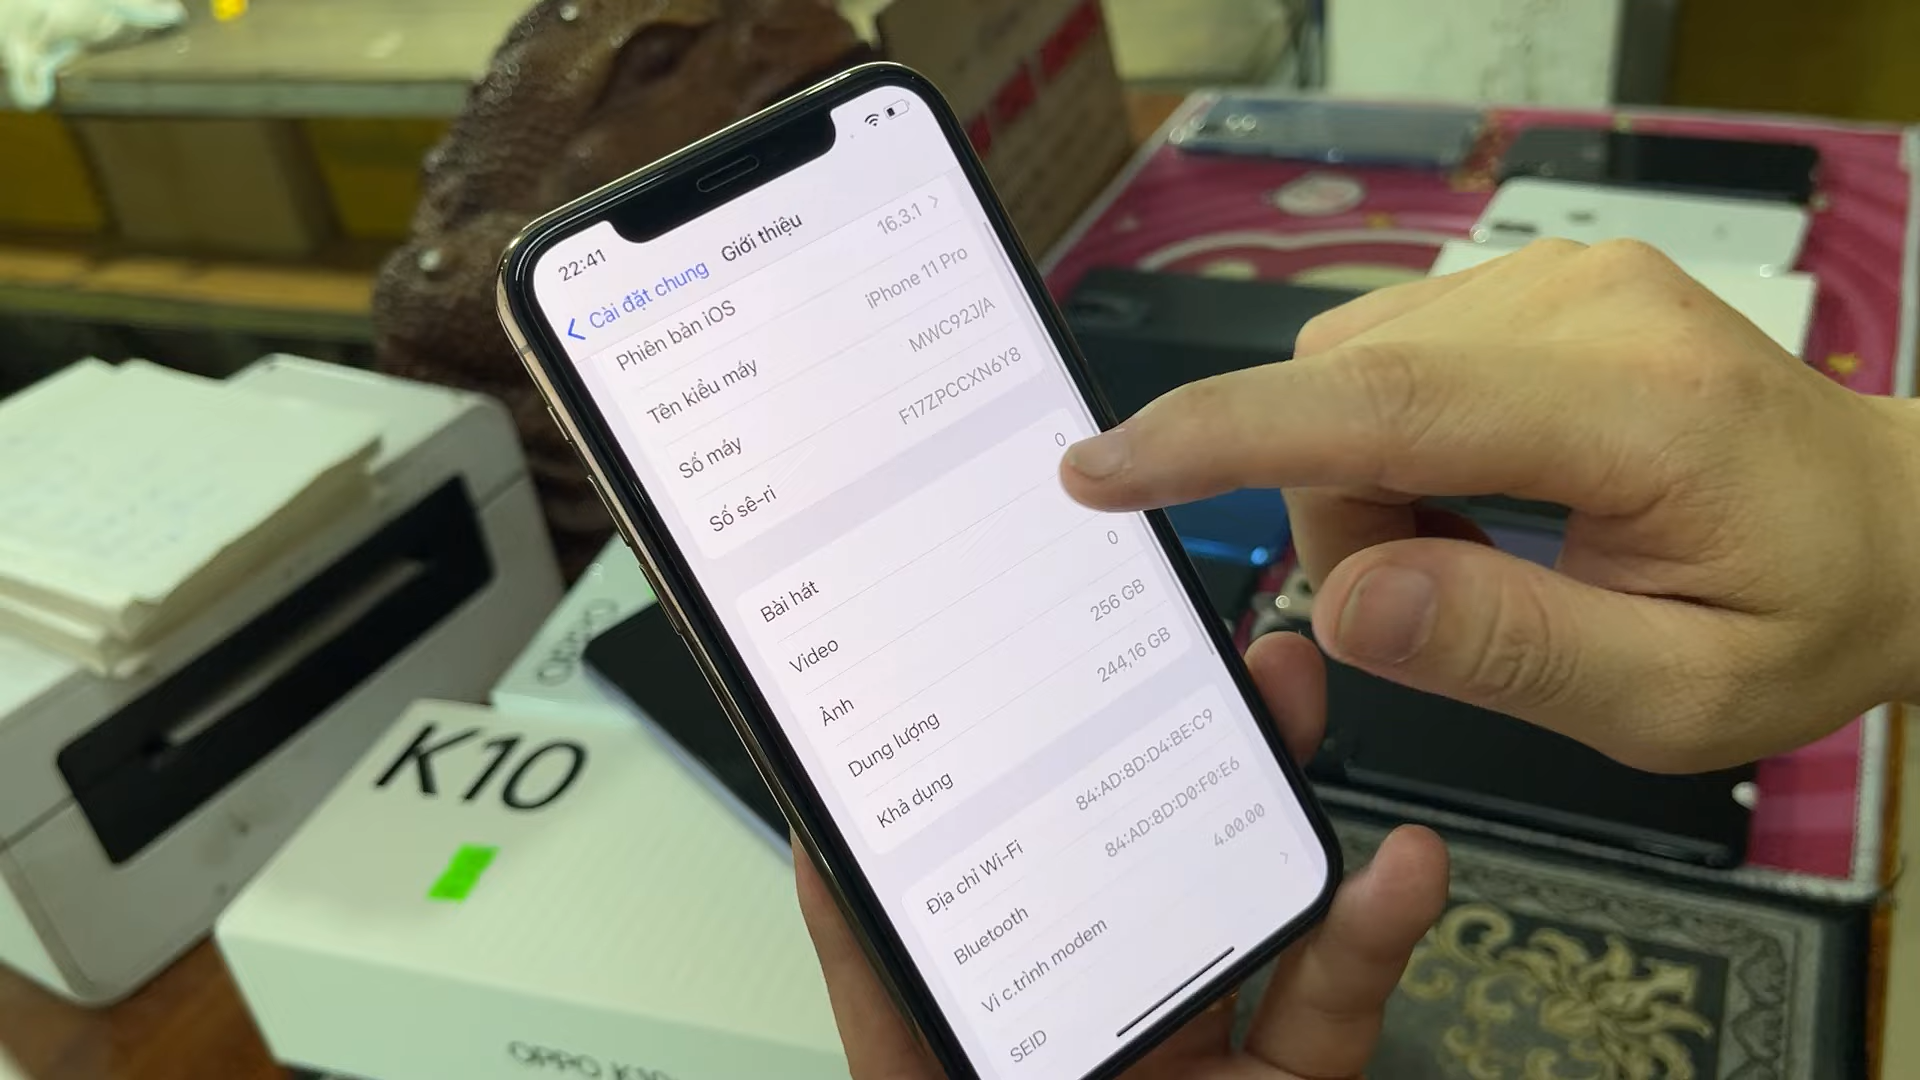 22:41
Cài đặt chung Giới thiệu
Phiên bản iOS 16.3.1
Tên kiểu máy iPhone 11 Pro
Số máy MWC92J/A
Số sê-ri F17ZPCCXN6Y8
Bài hát 0
Video
Ảnh 0
Dung lượng 256 GB
Khả dụng 244,16 GB
Địa chỉ Wi-Fi 84:AD:8D:D4:BE:C9
Bluetooth 84:AD:8D:D0:F0:E6
Vi c.trình modem 4.00.00
SEID
K10
OPPO K10